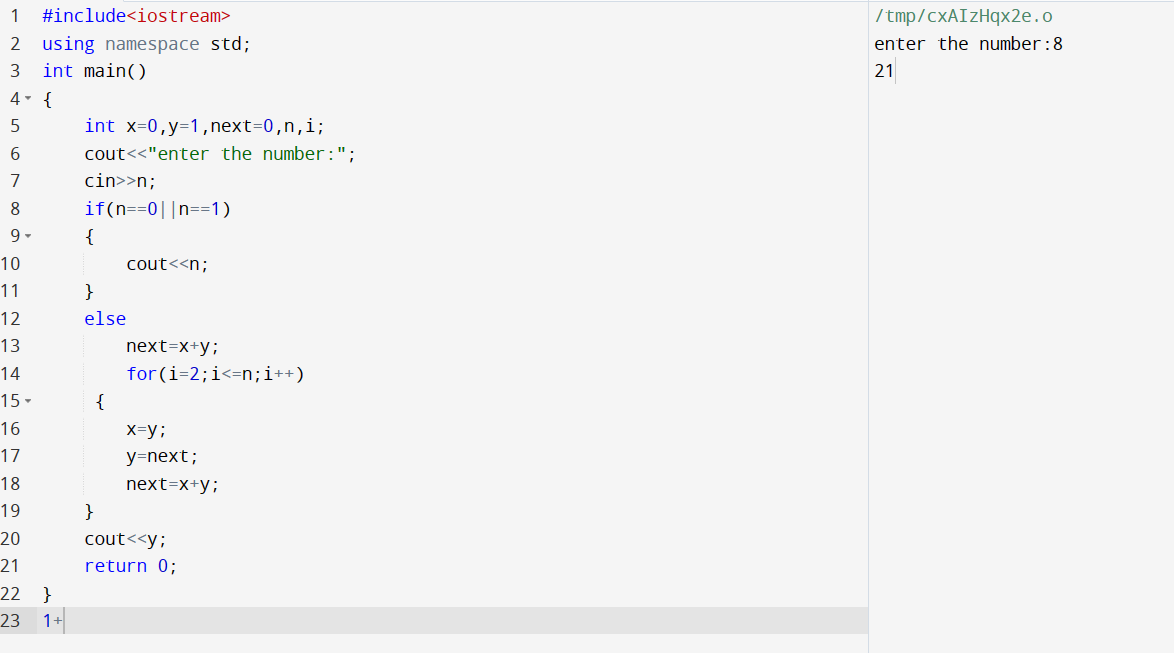 1 #include<iostream>
2 using namespace std;
3 int main()
4 {
5     int x=0,y=1,next=0,n,i;
6     cout<<"enter the number:";
7     cin>>n;
8     if(n==0||n==1)
9     {
10         cout<<n;
11     }
12     else
13         next=x+y;
14         for(i=2;i<=n;i++)
15      {
16         x=y;
17         y=next;
18         next=x+y;
19     }
20     cout<<y;
21     return 0;
22 }
23 1+
/tmp/cxAIzHqx2e.o
enter the number:8
21